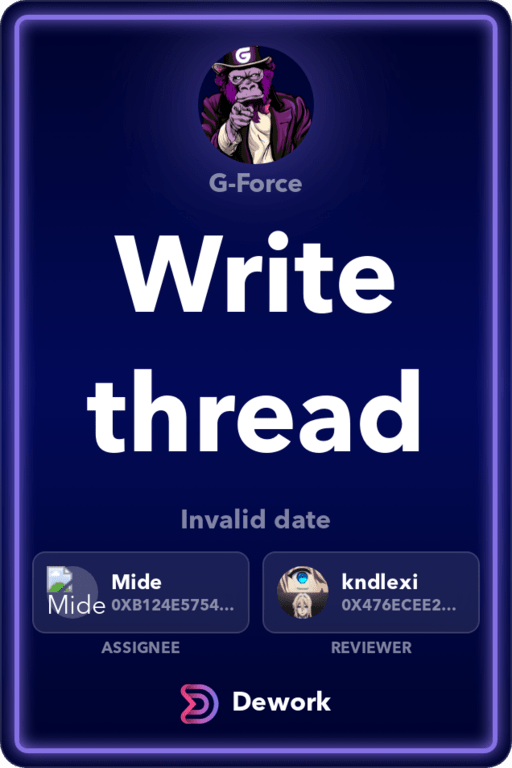 G
G-Force
Write
thread
Invalid date
Mide
Mide
0XB124E5754...
kndlexi
0X476ECEE2...
ASSIGNEE
REVIEWER
Dework